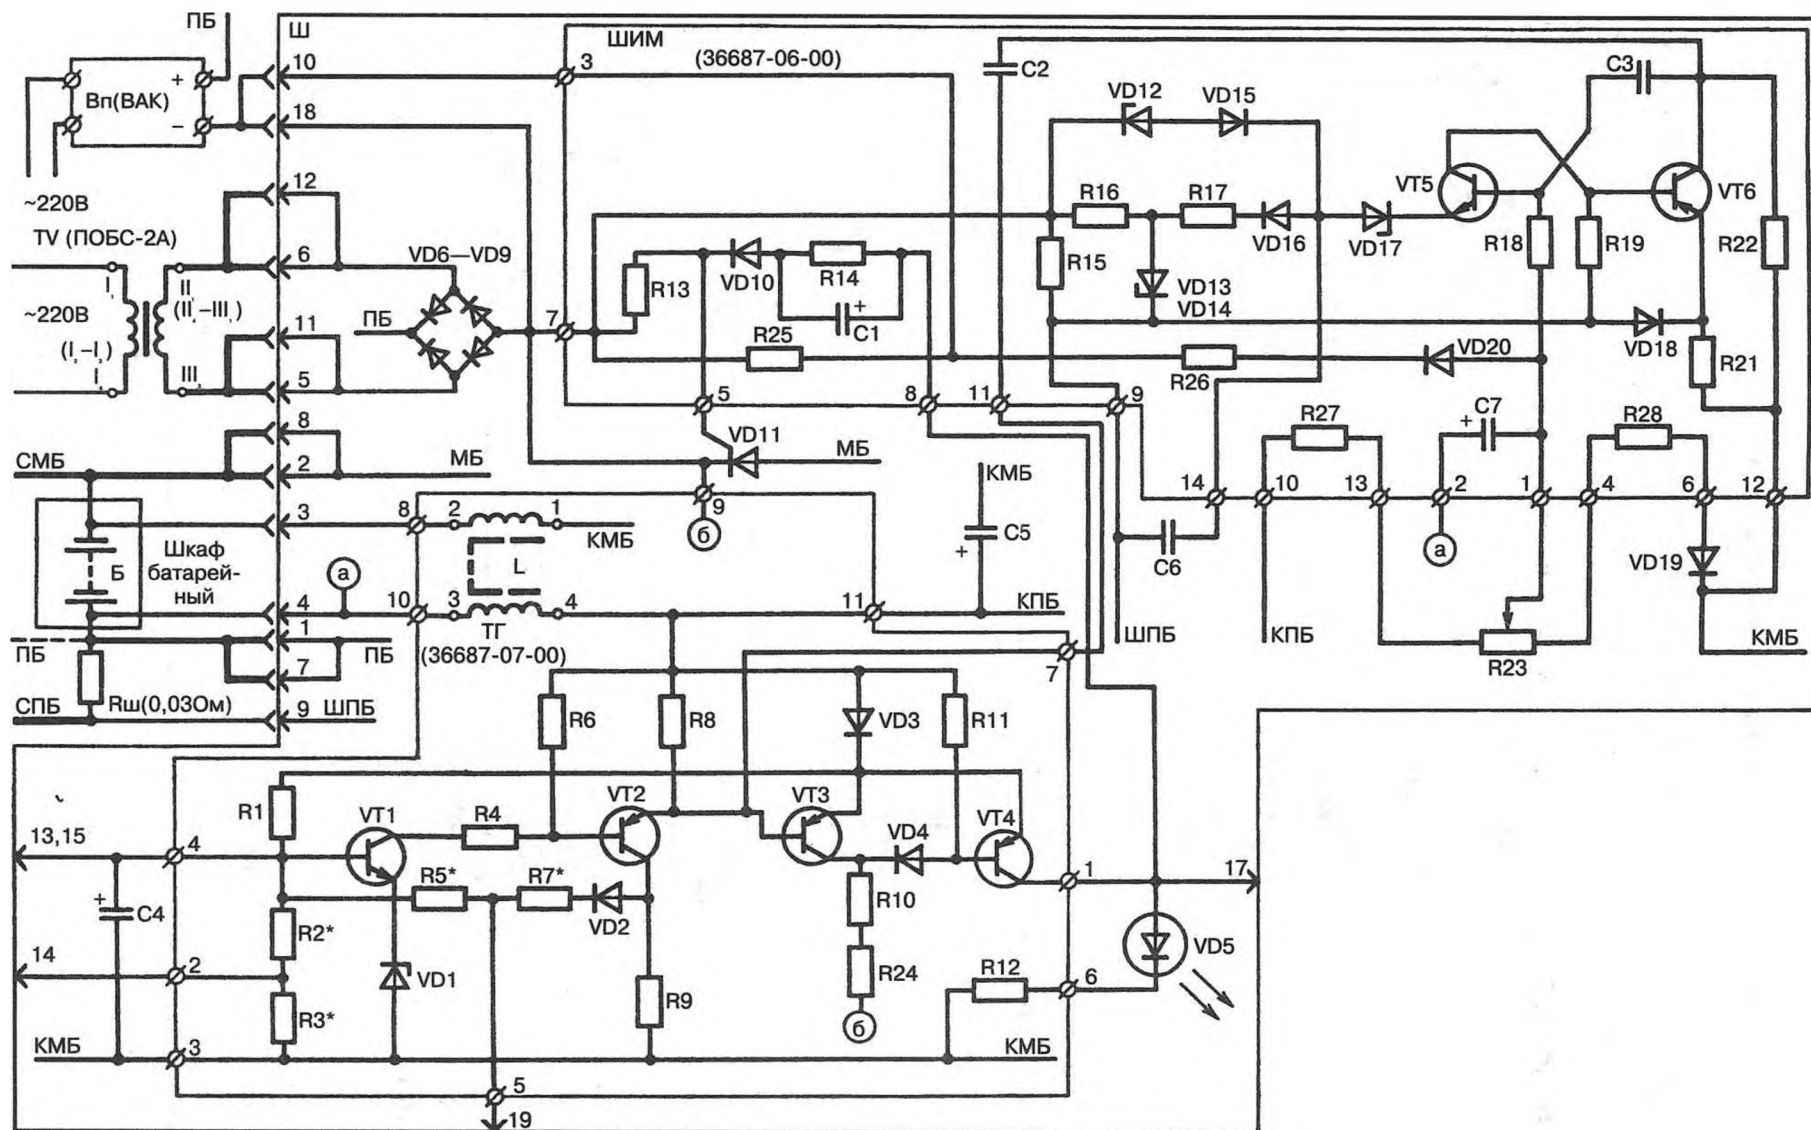 ПБ
Ш
ШИМ
(36687-06-00)
10
3
С2
С3
Вп(ВАК)
+
−
18
VD12
VD15
12
VT5
VT6
~220В
TV (ПОБС-2А)
6
VD6—VD9
R16
R17
VD16
VD17
R18
R19
R22
I,
II,
(II,−III,)
R13
VD10
R14
R15
VD13
VD14
~220В
(I,−I,)
I,
11
ПБ
7
+
С1
R25
R26
VD20
VD18
R21
III,
5
5
8
11
9
R27
+
С7
R28
8
VD11
СМБ
2
МБ
МБ
КМБ
14
10
13
2
1
4
6
12
3
8
2
1
КМБ
9
б
С5
+
С6
а
VD19
Б
Шкаф
батарей-
ный
а
L
4
10
3
4
11
КПБ
ТГ
1
ПБ
ПБ
(36687-07-00)
7
7
ШПБ
КПБ
R23
КМБ
СПБ
Rш(0,03Ом)
9
ШПБ
R6
R8
VD3
R11
R1
VT1
R4
VT2
VT3
VD4
VT4
13,15
4
1
17
R5*
R7*
VD2
R10
+
С4
R2*
VD5
14
2
VD1
R9
R24
R12
6
R3*
б
КМБ
3
КМБ
5
19